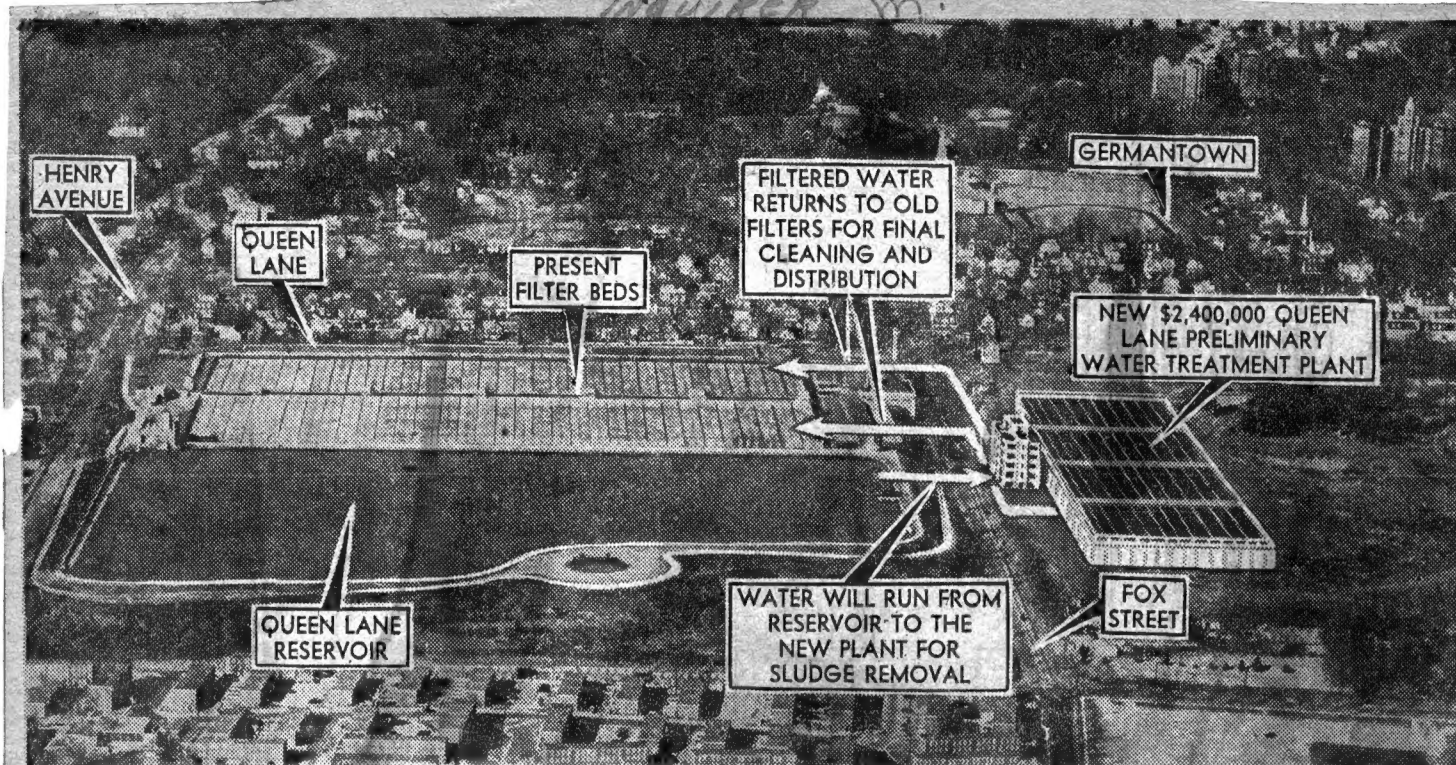 INQUIRER
HENRY
AVENUE
QUEEN
LANE
PRESENT
FILTER BEDS
FILTERED WATER
RETURNS TO OLD
FILTERS FOR FINAL
CLEANING AND
DISTRIBUTION
GERMANTOWN
NEW $2,400,000 QUEEN
LANE PRELIMINARY
WATER TREATMENT PLANT
QUEEN LANE
RESERVOIR
WATER WILL RUN FROM
RESERVOIR TO THE
NEW PLANT FOR
SLUDGE REMOVAL
FOX
STREET